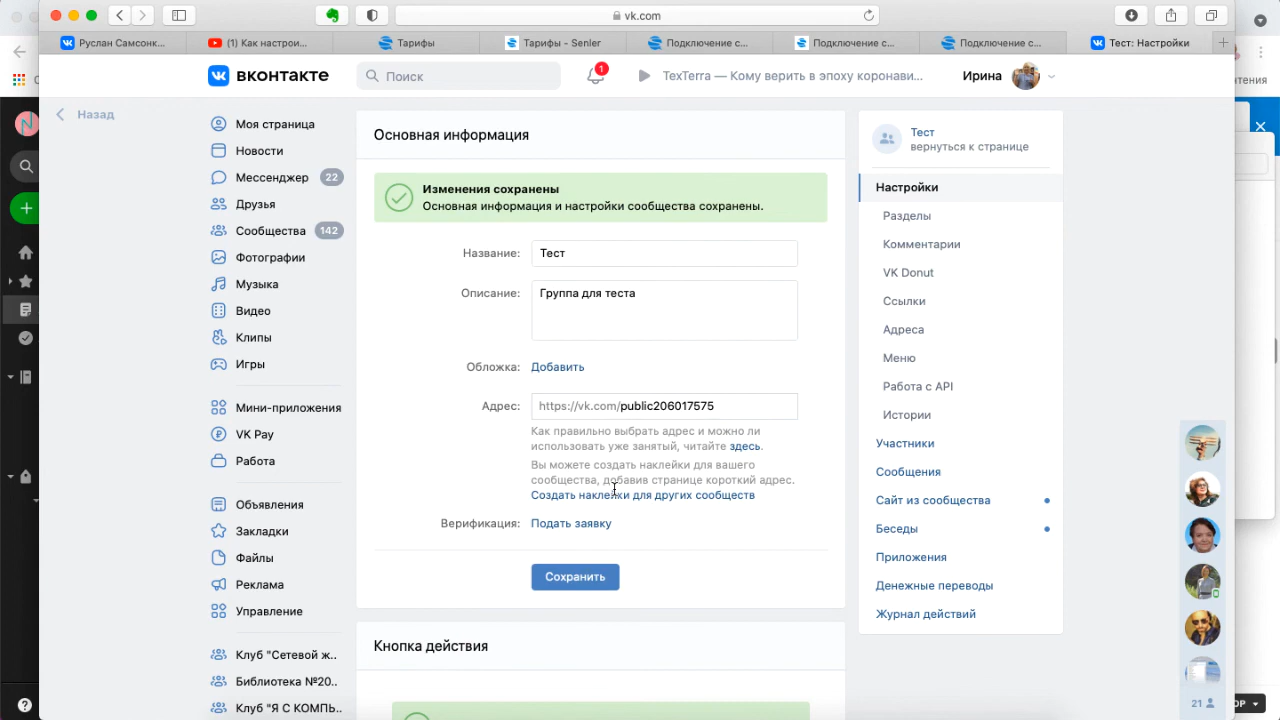 vk.com
Руслан Самсонк...
(1) Как настрои...
Тарифы
Тарифы - Senler
Подключение с...
Подключение с...
Подключение с...
Тест: Настройки
вконтакте
Поиск
1
TexTerra — Кому верить в эпоху коронави...
Ирина
Назад
Моя страница
Новости
Мессенджер 22
Друзья
Сообщества 142
Фотографии
Музыка
Видео
Клипы
Игры
Мини-приложения
VK Pay
Работа
Объявления
Закладки
Файлы
Реклама
Управление
Клуб "Сетевой ж..
Библиотека №20..
Клуб "Я С КОМПЬ..
Основная информация
Изменения сохранены
Основная информация и настройки сообщества сохранены.
Название: Тест
Описание: Группа для теста
Обложка: Добавить
Адрес: https://vk.com/public206017575
Как правильно выбрать адрес и можно ли
использовать уже занятый, читайте здесь.
Вы можете создать наклейки для вашего
сообщества, добавив странице короткий адрес.
Создать наклейки для других сообществ
Верификация: Подать заявку
Сохранить
Кнопка действия
Тест
вернуться к странице
Настройки
Разделы
Комментарии
VK Donut
Ссылки
Адреса
Меню
Работа с API
Истории
Участники
Сообщения
Сайт из сообщества
Беседы
Приложения
Денежные переводы
Журнал действий
21
чтения